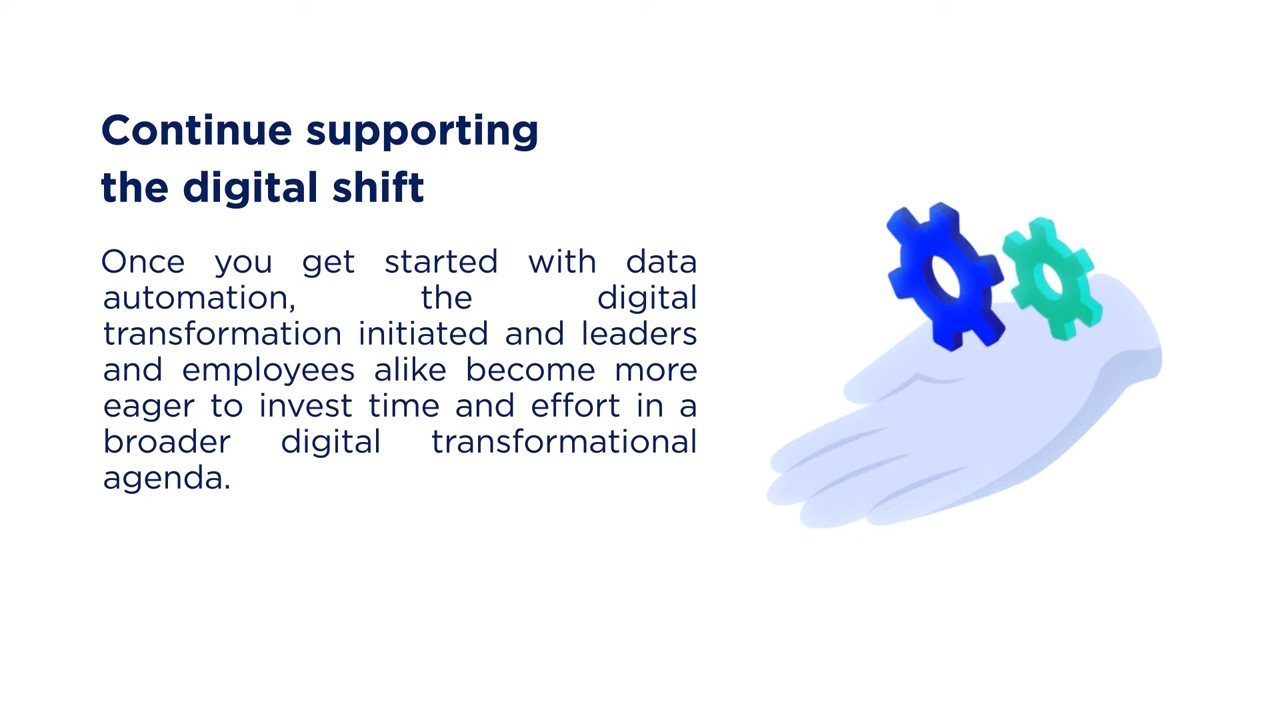 Continue supporting
the digital shift
Once you get started with data
automation, the digital
transformation initiated and leaders
and employees alike become more
eager to invest time and effort in a
broader digital transformational
agenda.